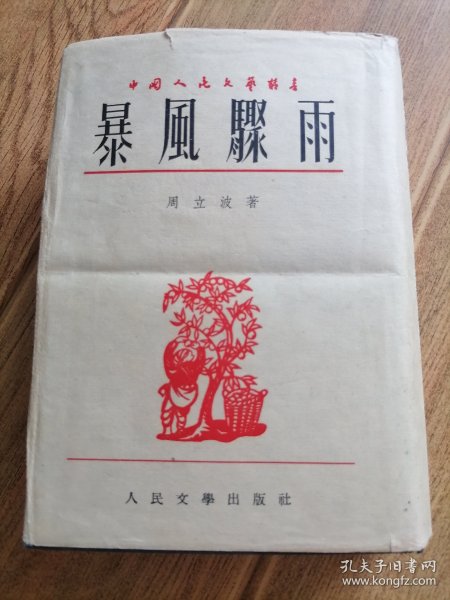 中国人民文艺丛书
暴風驟雨
周立波著
人民文學出版社
孔夫子旧书网
www.kongfz.com